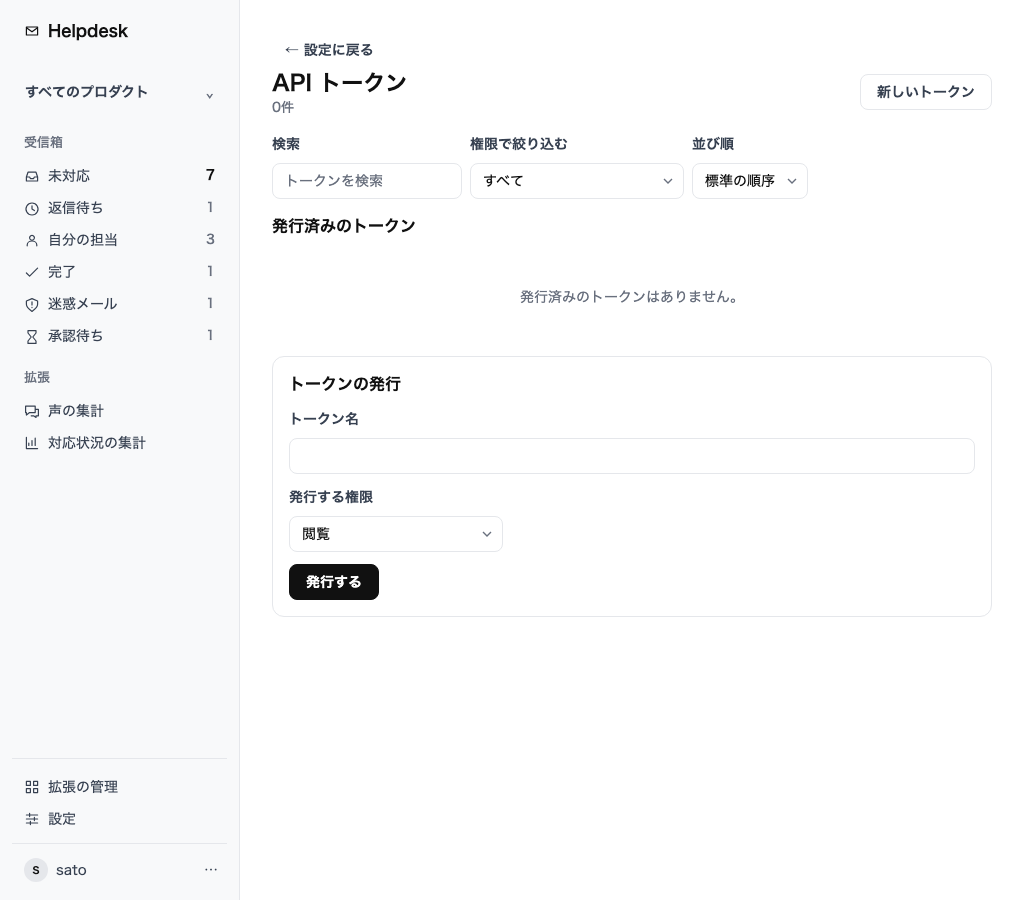 Helpdesk
すべてのプロダクト
受信箱
未対応 7
返信待ち 1
自分の担当 3
完了 1
迷惑メール 1
承認待ち 1
拡張
声の集計
対応状況の集計
拡張の管理
設定
S sato ...
← 設定に戻る
API トークン
0件
新しいトークン
検索 権限で絞り込む 並び順
トークンを検索 すべて 標準の順序
発行済みのトークン
発行済みのトークンはありません。
トークンの発行
トークン名
発行する権限
閲覧
発行する